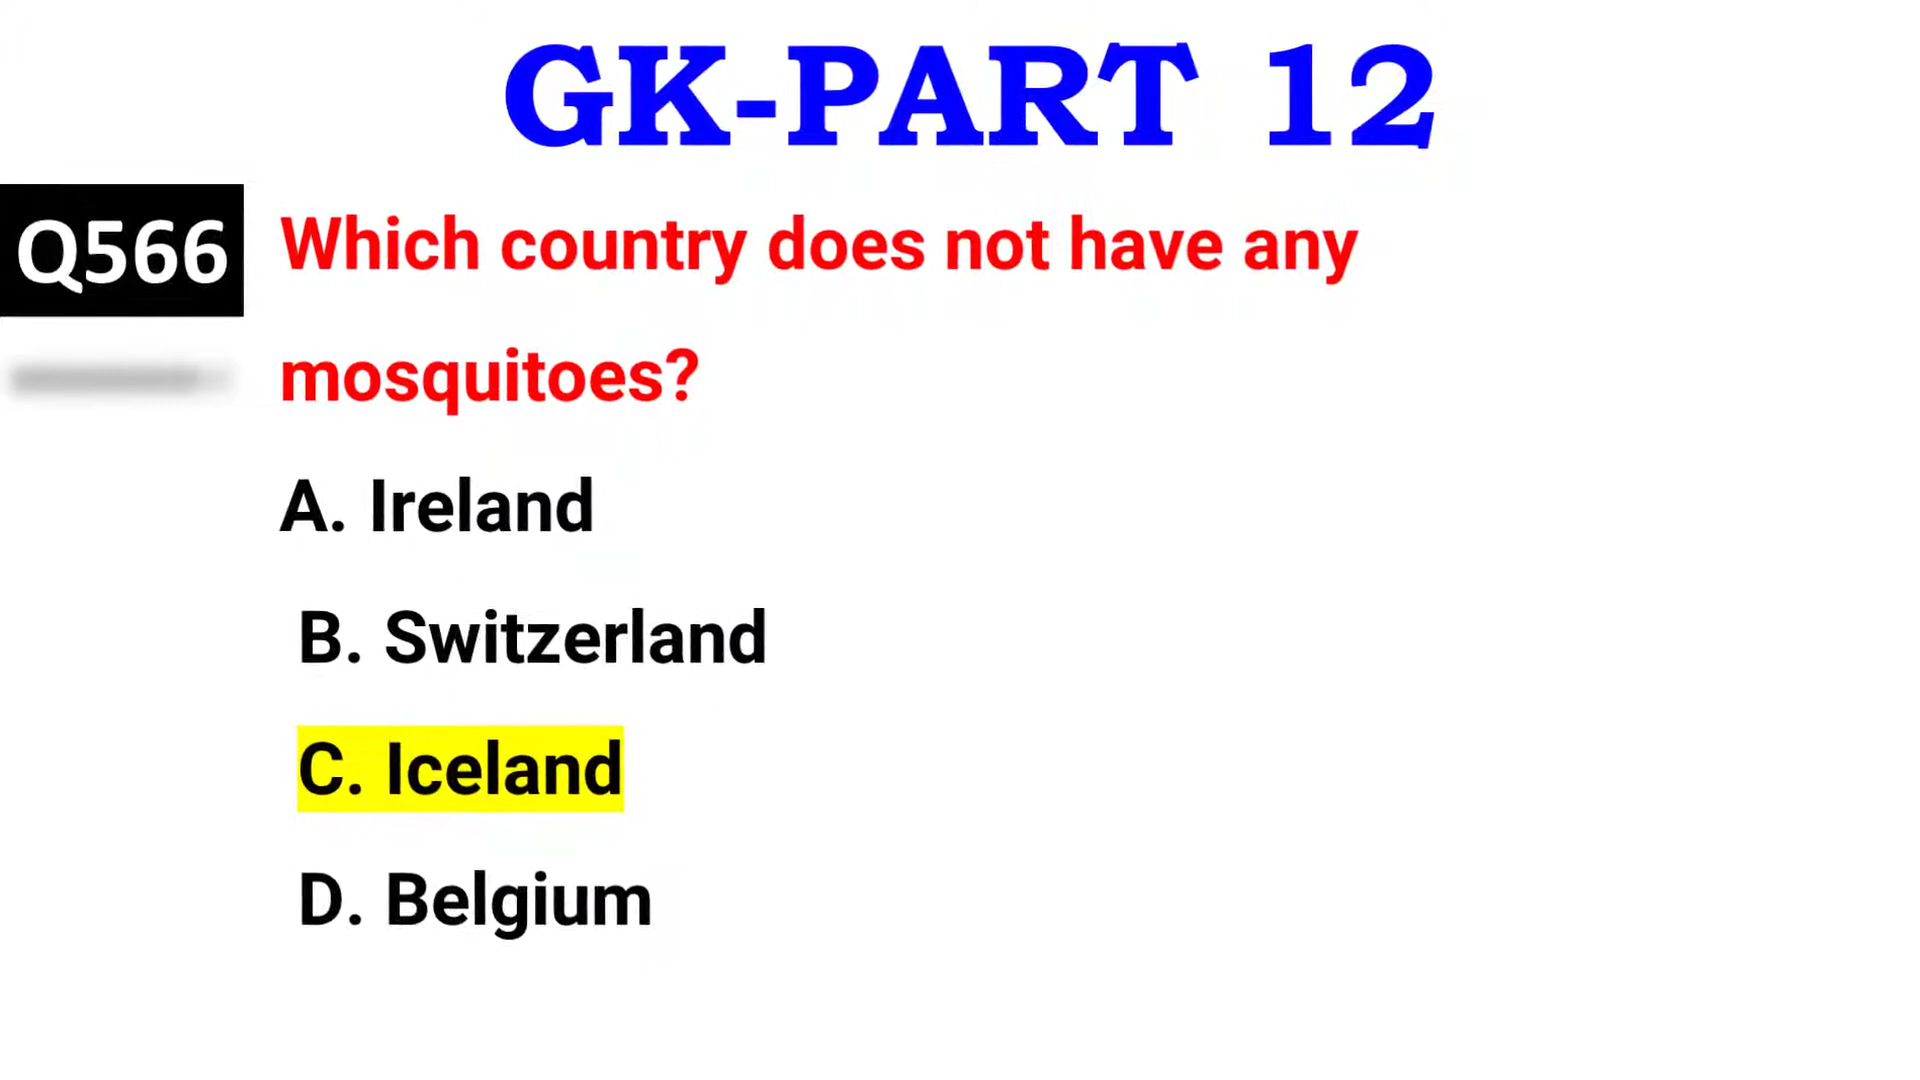 GK-PART 12
Q566 Which country does not have any
mosquitoes?
A. Ireland
B. Switzerland
C. Iceland
D. Belgium